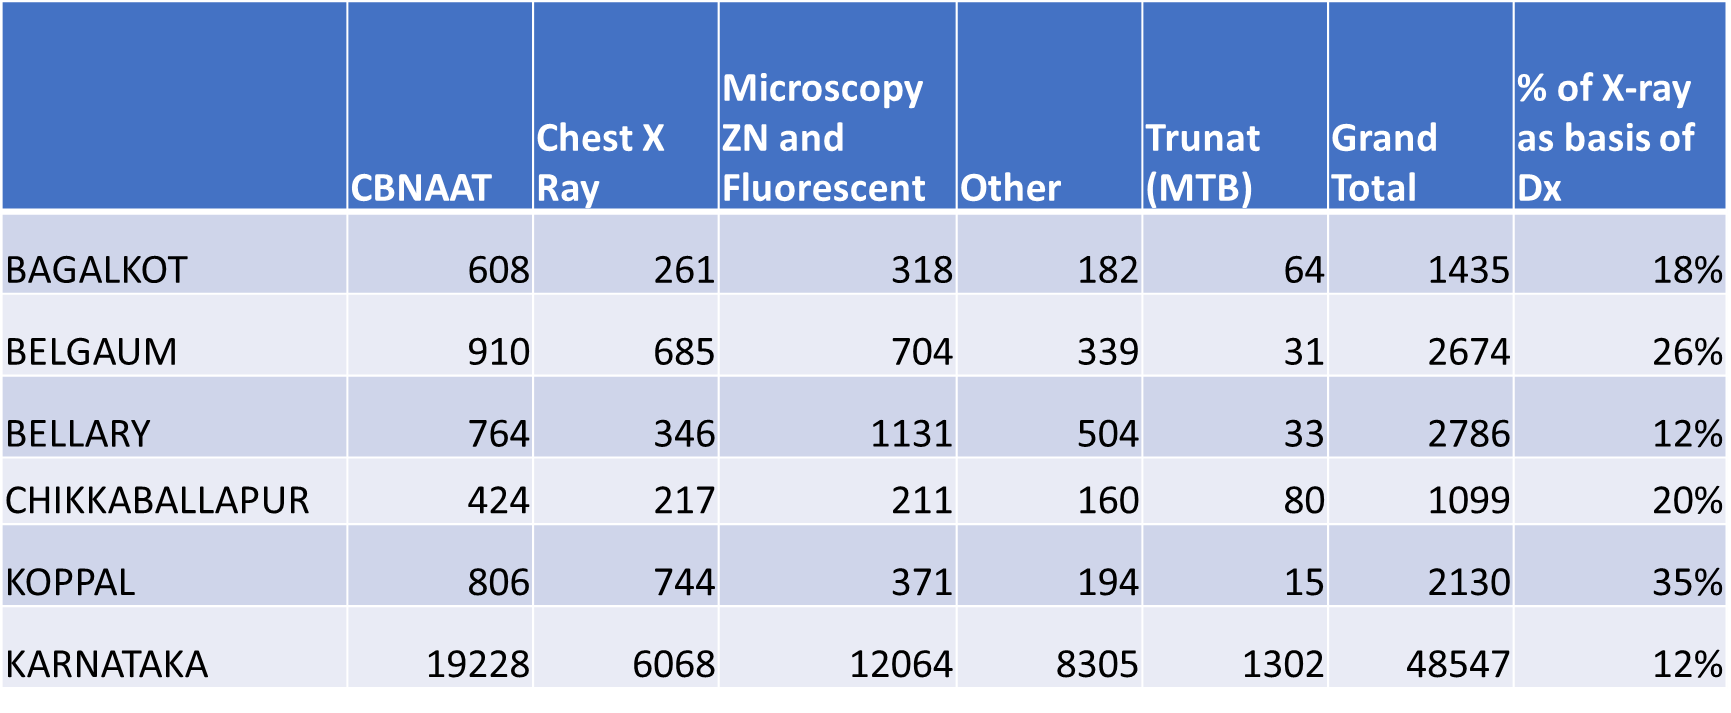 CBNAAT Chest X Ray Microscopy ZN and Fluorescent Other Trunat (MTB) Grand Total % of X-ray as basis of Dx
BAGALKOT 608 261 318 182 64 1435 18%
BELGAUM 910 685 704 339 31 2674 26%
BELLARY 764 346 1131 504 33 2786 12%
CHIKKABALLAPUR 424 217 211 160 80 1099 20%
KOPPAL 806 744 371 194 15 2130 35%
KARNATAKA 19228 6068 12064 8305 1302 48547 12%